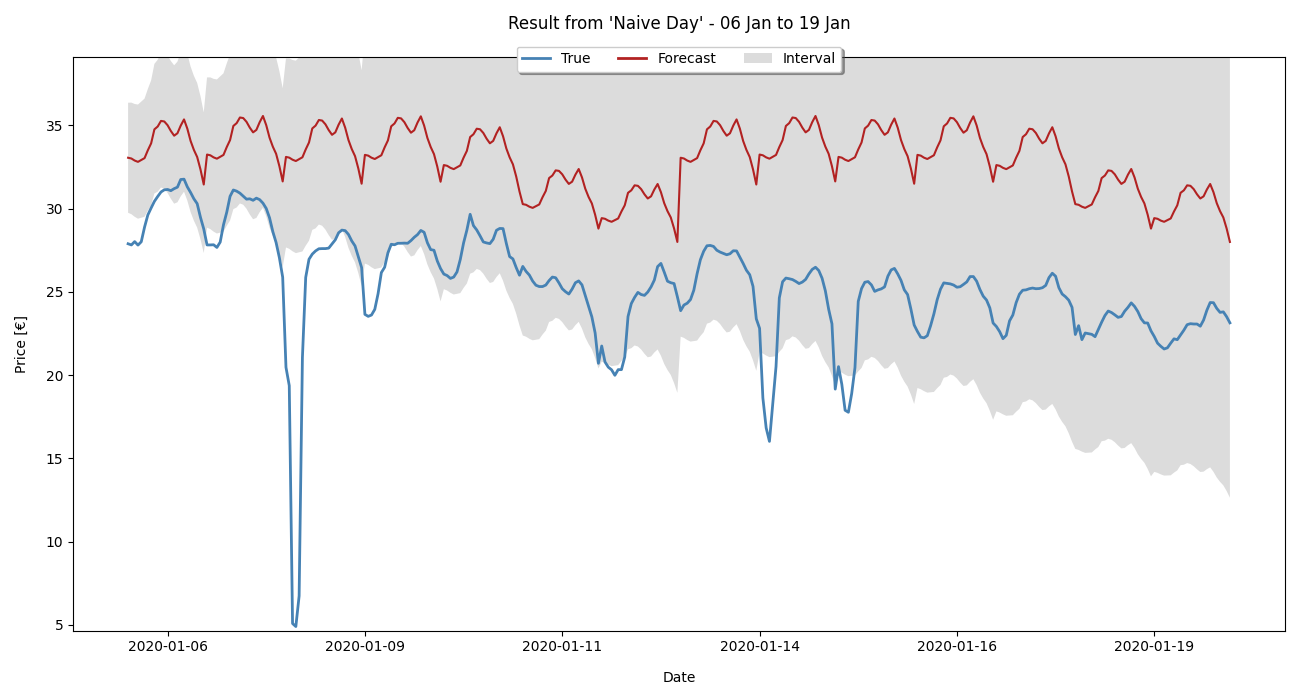 Result from 'Naive Day' - 06 Jan to 19 Jan
True Forecast Interval
Price [€]
35
30
25
20
15
10
5
2020-01-06 2020-01-09 2020-01-11 2020-01-14 2020-01-16 2020-01-19
Date